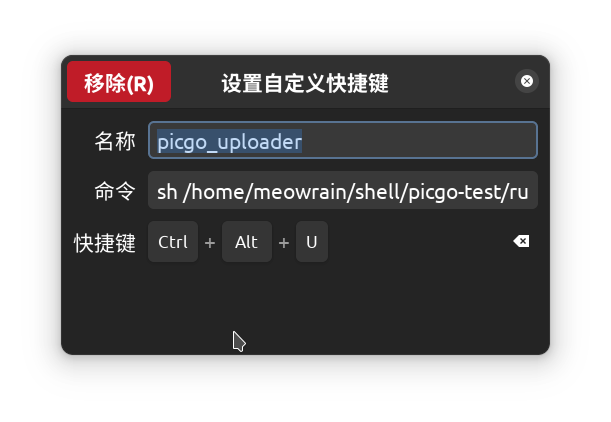 移除(R) 设置自定义快捷键
名称 picgo_uploader
命令 sh /home/meowrain/shell/picgo-test/ru
快捷键 Ctrl + Alt + U